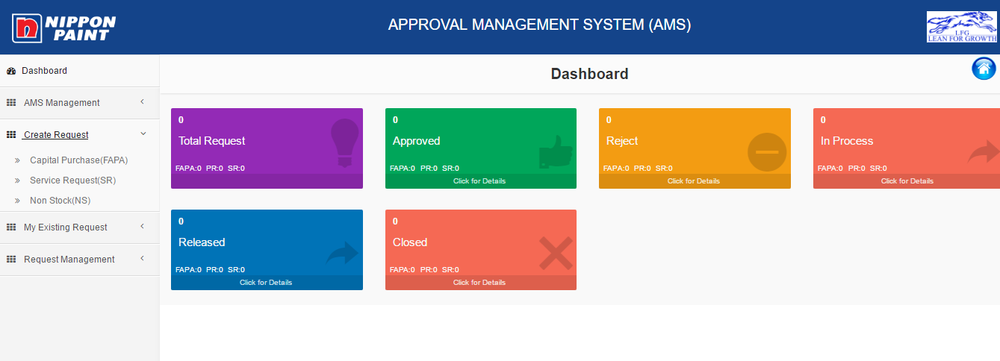 NIPPON
PAINT
APPROVAL MANAGEMENT SYSTEM (AMS)
LFG
LEAN FOR GROWTH
Dashboard
AMS Management
Create Request
Capital Purchase(FAPA)
Service Request(SR)
Non Stock(NS)
My Existing Request
Request Management
Dashboard
0
Total Request
FAPA:0 PR:0 SR:0
0
Approved
FAPA:0 PR:0 SR:0
Click for Details
0
Reject
FAPA:0 PR:0 SR:0
Click for Details
0
In Process
FAPA:0 PR:0 SR:0
Click for Details
0
Released
FAPA:0 PR:0 SR:0
Click for Details
0
Closed
FAPA:0 PR:0 SR:0
Click for Details